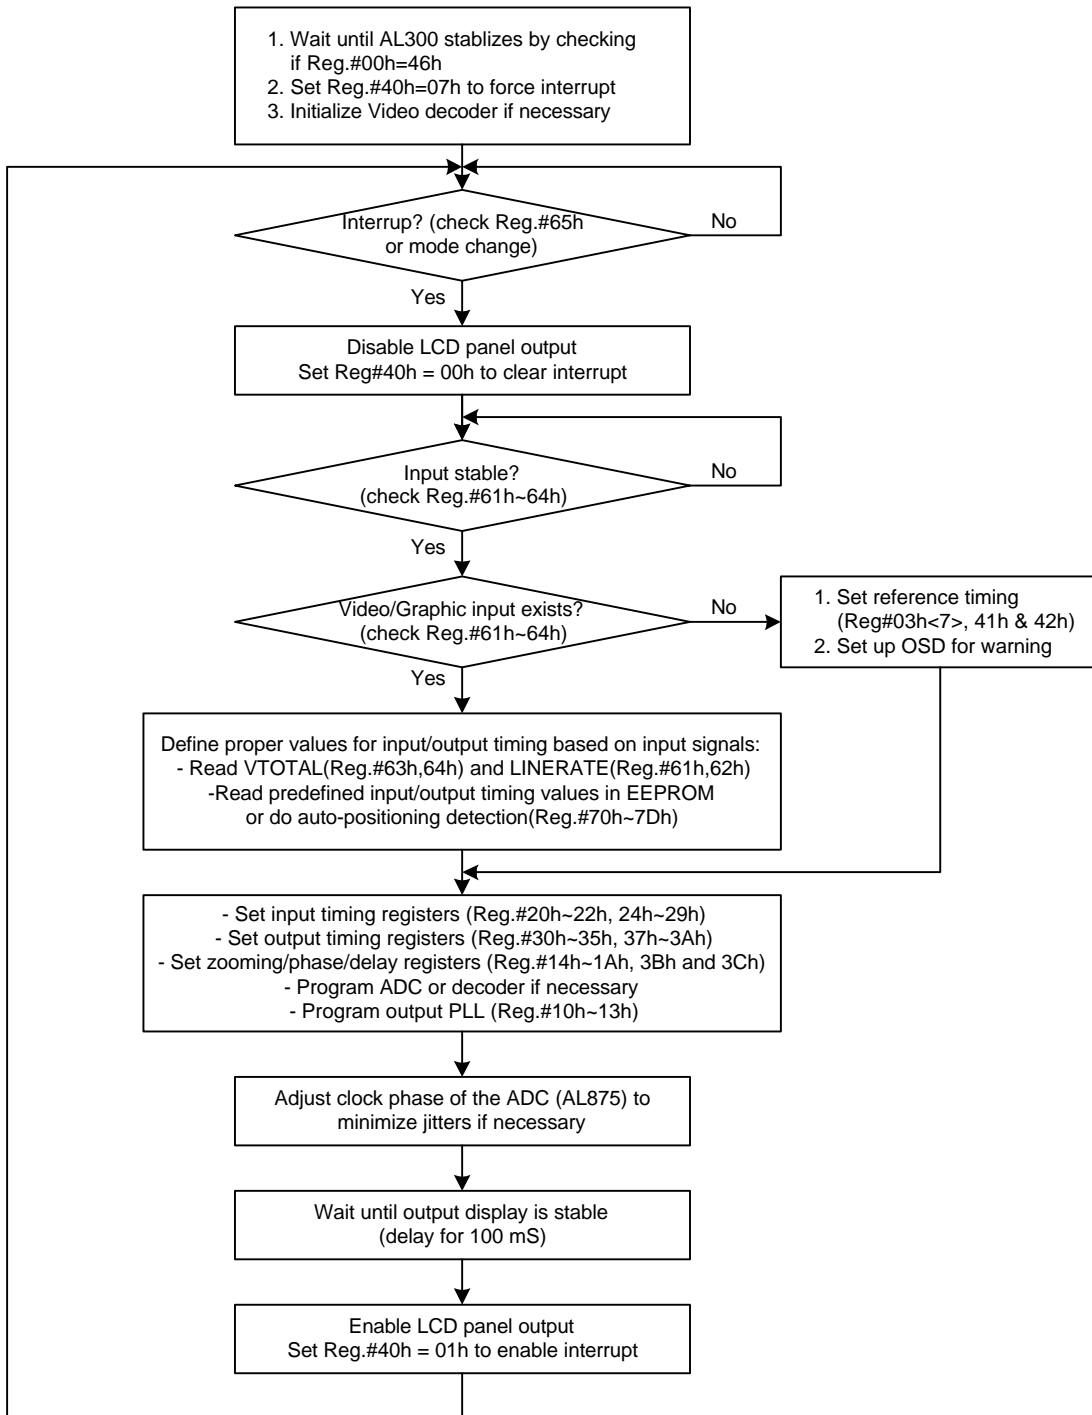 1. Wait until AL300 stablizes by checking
if Reg.#00h=46h
2. Set Reg.#40h=07h to force interrupt
3. Initialize Video decoder if necessary
Interrup? (check Reg.#65h
or mode change)
No
Yes
Disable LCD panel output
Set Reg#40h = 00h to clear interrupt
Input stable?
(check Reg.#61h~64h)
No
Yes
Video/Graphic input exists?
(check Reg.#61h~64h)
No
1. Set reference timing
(Reg#03h<7>, 41h & 42h)
2. Set up OSD for warning
Yes
Define proper values for input/output timing based on input signals:
- Read VTOTAL(Reg.#63h,64h) and LINERATE(Reg.#61h,62h)
-Read predefined input/output timing values in EEPROM
or do auto-positioning detection(Reg.#70h~7Dh)
- Set input timing registers (Reg.#20h~22h, 24h~29h)
- Set output timing registers (Reg.#30h~35h, 37h~3Ah)
- Set zooming/phase/delay registers (Reg.#14h~1Ah, 3Bh and 3Ch)
- Program ADC or decoder if necessary
- Program output PLL (Reg.#10h~13h)
Adjust clock phase of the ADC (AL875) to
minimize jitters if necessary
Wait until output display is stable
(delay for 100 mS)
Enable LCD panel output
Set Reg.#40h = 01h to enable interrupt